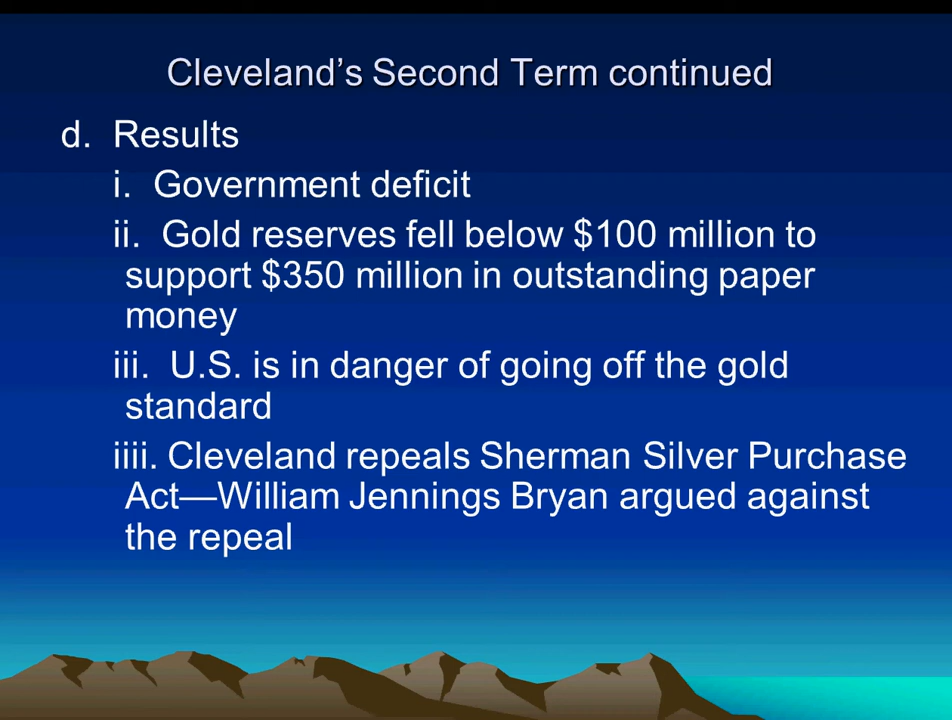 Cleveland’s Second Term continued
d. Results
i. Government deficit
ii. Gold reserves fell below $100 million to
support $350 million in outstanding paper
money
iii. U.S. is in danger of going off the gold
standard
iiii. Cleveland repeals Sherman Silver Purchase
Act—William Jennings Bryan argued against
the repeal